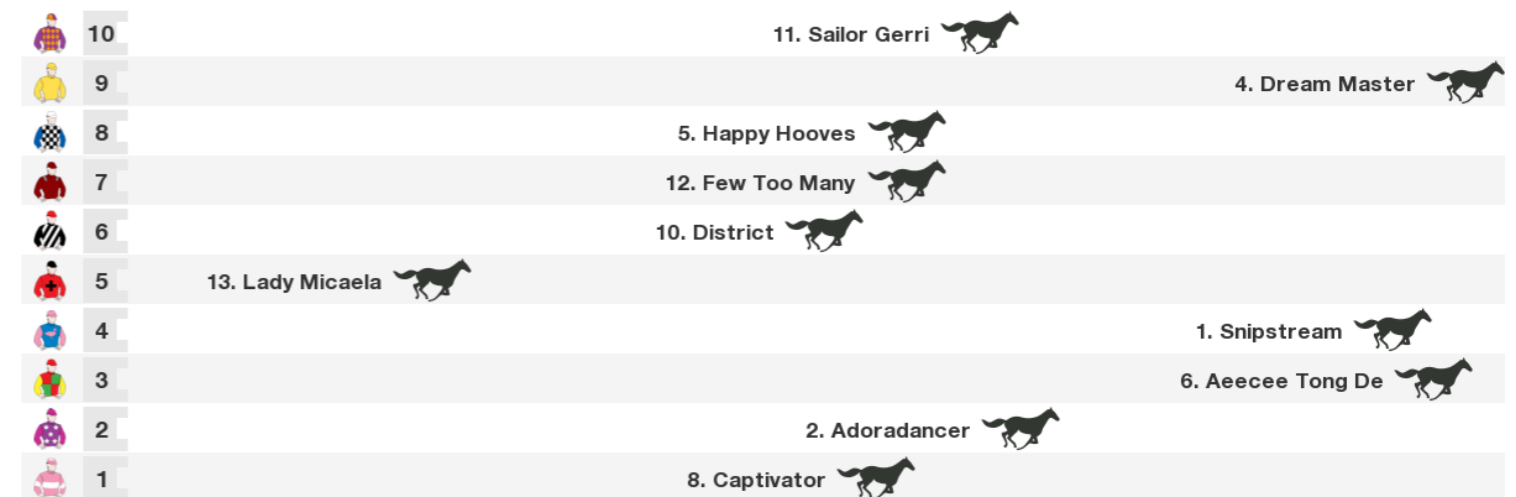 10 11. Sailor Gerri
9 4. Dream Master
8 5. Happy Hooves
7 12. Few Too Many
6 10. District
5 13. Lady Micaela
4 1. Snipstream
3 6. Aeecee Tong De
2 2. Adoradancer
1 8. Captivator